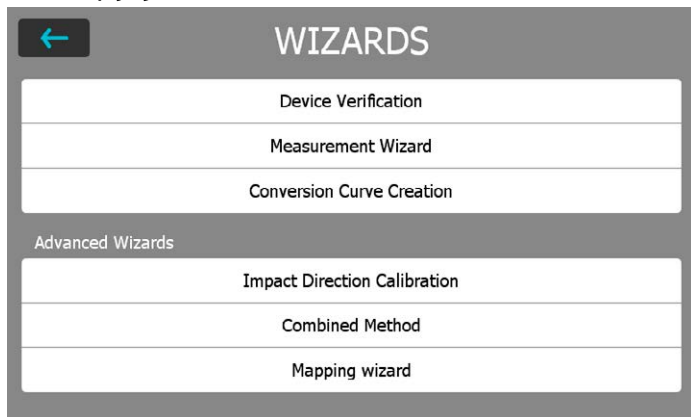 WIZARDS
Device Verification
Measurement Wizard
Conversion Curve Creation
Advanced Wizards
Impact Direction Calibration
Combined Method
Mapping wizard